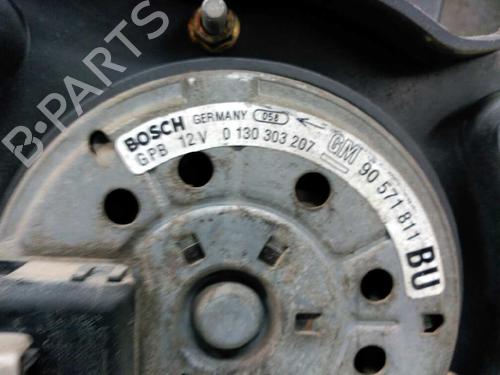 BOSCH GERMANY 058 GM 90 571 811 BU
GPB 12V 0 130 303 207
B-PARTS